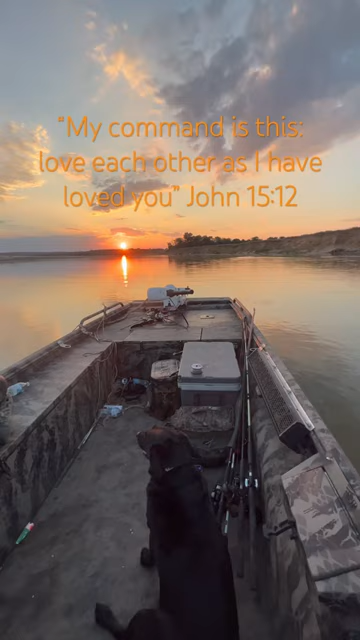 “My command is this:
love each other as I have
loved you” John 15:12